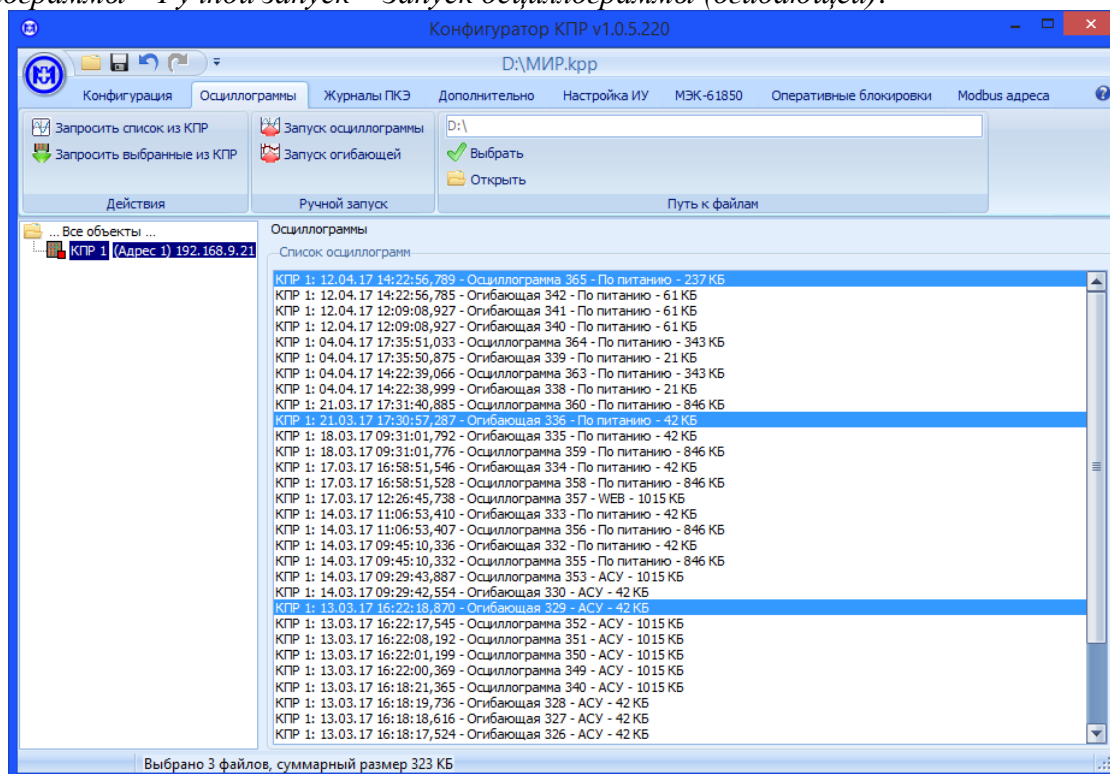 Ручной запуск – Запуск осциллограммы (огибающей).
Конфигуратор КПР v1.0.5.220
D:\МИР.kpp
Конфигурация Осциллограммы Журналы ПКЭ Дополнительно Настройка ИУ МЭК-61850 Оперативные блокировки Modbus адреса
Запросить список из КПР Запуск осциллограммы D:\
Запросить выбранные из КПР Запуск огибающей Выбрать
Открыть
Действия Ручной запуск Путь к файлам
... Все объекты ... Осциллограммы
КПР 1 (Адрес 1) 192.168.9.21 Список осциллограмм
КПР 1: 12.04.17 14:22:56,789 - Осциллограмма 365 - По питанию - 237 КБ
КПР 1: 12.04.17 14:22:56,785 - Огибающая 342 - По питанию - 61 КБ
КПР 1: 12.04.17 12:09:08,927 - Огибающая 341 - По питанию - 61 КБ
КПР 1: 12.04.17 12:09:08,927 - Огибающая 340 - По питанию - 61 КБ
КПР 1: 04.04.17 17:35:51,033 - Осциллограмма 364 - По питанию - 343 КБ
КПР 1: 04.04.17 17:35:50,875 - Огибающая 339 - По питанию - 21 КБ
КПР 1: 04.04.17 14:22:39,066 - Осциллограмма 363 - По питанию - 343 КБ
КПР 1: 04.04.17 14:22:38,999 - Огибающая 338 - По питанию - 21 КБ
КПР 1: 21.03.17 17:31:40,885 - Осциллограмма 360 - По питанию - 846 КБ
КПР 1: 21.03.17 17:30:57,287 - Огибающая 336 - По питанию - 42 КБ
КПР 1: 18.03.17 09:31:01,792 - Огибающая 335 - По питанию - 42 КБ
КПР 1: 18.03.17 09:31:01,776 - Осциллограмма 359 - По питанию - 846 КБ
КПР 1: 17.03.17 16:58:51,546 - Огибающая 334 - По питанию - 42 КБ
КПР 1: 17.03.17 16:58:51,528 - Осциллограмма 358 - По питанию - 846 КБ
КПР 1: 17.03.17 12:26:45,738 - Осциллограмма 357 - WEB - 1015 КБ
КПР 1: 14.03.17 11:06:53,410 - Огибающая 333 - По питанию - 42 КБ
КПР 1: 14.03.17 11:06:53,407 - Осциллограмма 356 - По питанию - 846 КБ
КПР 1: 14.03.17 09:45:10,336 - Огибающая 332 - По питанию - 42 КБ
КПР 1: 14.03.17 09:45:10,332 - Осциллограмма 355 - По питанию - 846 КБ
КПР 1: 14.03.17 09:29:43,887 - Осциллограмма 353 - АСУ - 1015 КБ
КПР 1: 14.03.17 09:29:42,554 - Огибающая 330 - АСУ - 42 КБ
КПР 1: 13.03.17 16:22:18,870 - Огибающая 329 - АСУ - 42 КБ
КПР 1: 13.03.17 16:22:17,545 - Осциллограмма 352 - АСУ - 1015 КБ
КПР 1: 13.03.17 16:22:08,192 - Осциллограмма 351 - АСУ - 1015 КБ
КПР 1: 13.03.17 16:22:01,199 - Осциллограмма 350 - АСУ - 1015 КБ
КПР 1: 13.03.17 16:22:00,369 - Осциллограмма 349 - АСУ - 1015 КБ
КПР 1: 13.03.17 16:18:21,365 - Осциллограмма 340 - АСУ - 1015 КБ
КПР 1: 13.03.17 16:18:19,736 - Огибающая 328 - АСУ - 42 КБ
КПР 1: 13.03.17 16:18:18,616 - Огибающая 327 - АСУ - 42 КБ
КПР 1: 13.03.17 16:18:17,524 - Огибающая 326 - АСУ - 42 КБ
Выбрано 3 файлов, суммарный размер 323 КБ